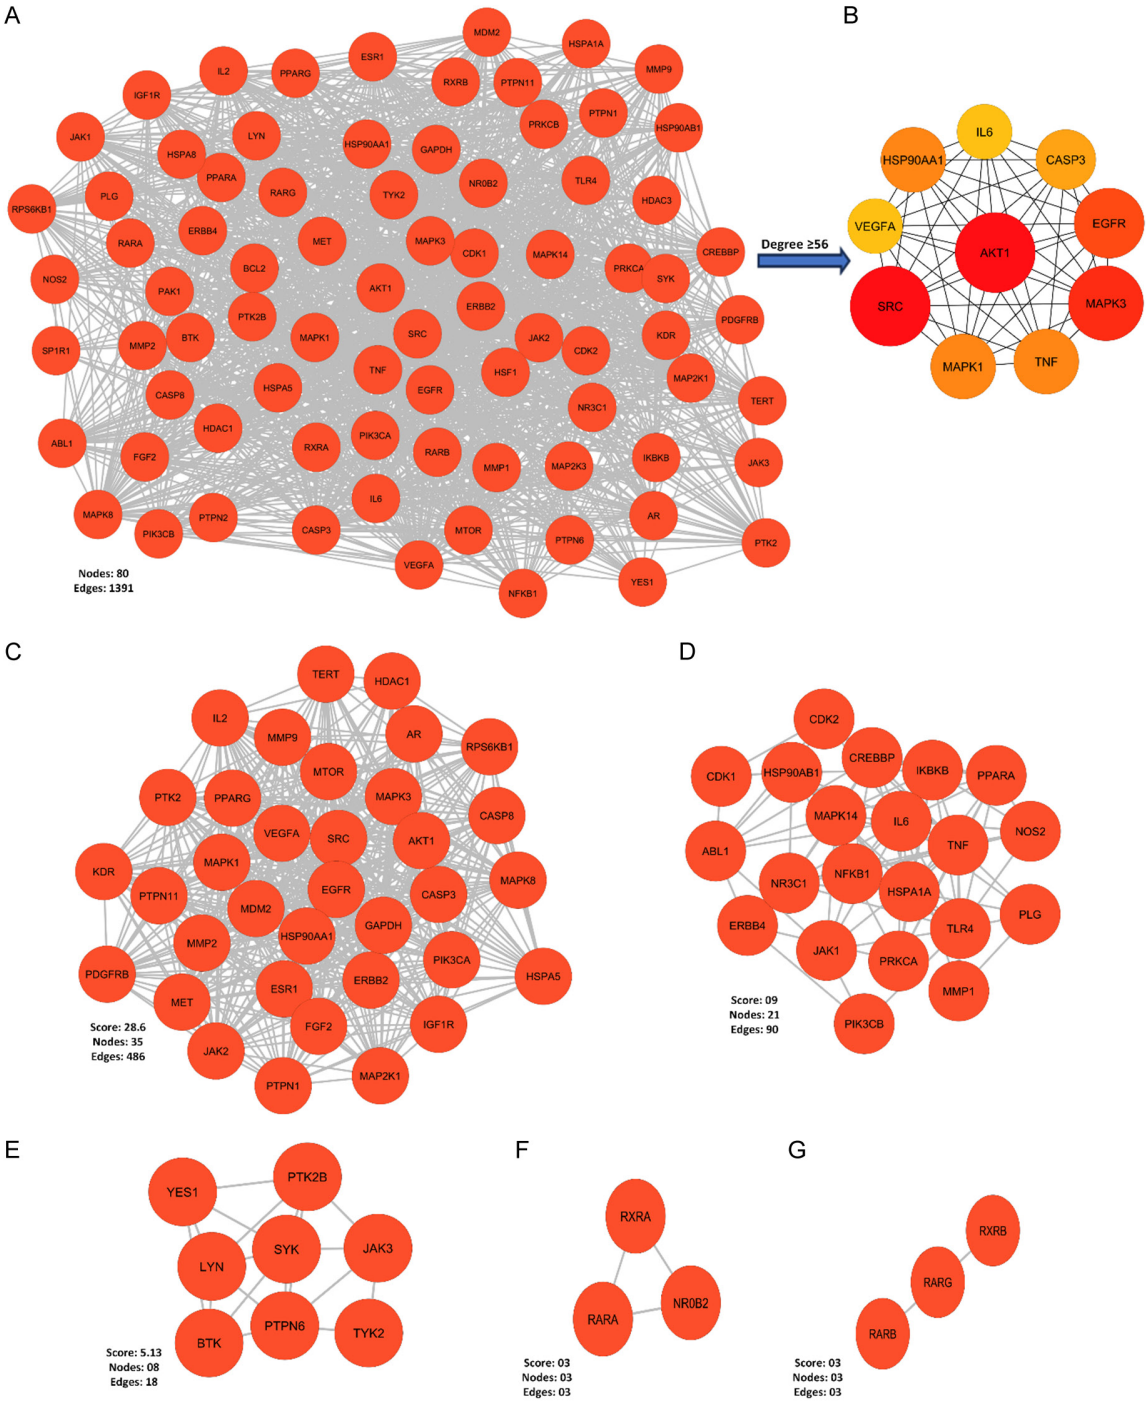 A
MDM2
HSPA1A
ESR1
IL2
PPARG
MMP9
RXRB
PTPN11
IGF1R
PTPN1
PRKCB
HSP90AB1
JAK1
LYN
HSP90AA1
GAPDH
HSPA8
PPARA
TLR4
NR0B2
RARG
TYK2
PLG
HDAC3
RPS6KB1
ERBB4
RARA
MET
MAPK3
CDK1
MAPK14
CREBBP
BCL2
PRKCA
SYK
NOS2
PAK1
AKT1
ERBB2
PTK2B
PDGFRB
SRC
KDR
MAPK1
JAK2
BTK
MMP2
SP1R1
CDK2
TNF
HSF1
MAP2K1
HSPA5
EGFR
CASP8
TERT
NR3C1
HDAC1
PIK3CA
ABL1
RXRA
RARB
FGF2
IKBKB
JAK3
MMP1
MAP2K3
IL6
MAPK8
PTPN2
AR
CASP3
MTOR
PIK3CB
PTPN6
PTK2
VEGFA
YES1
NFKB1
Nodes: 80
Edges: 1391
Degree ≥56
B
IL6
HSP90AA1
CASP3
VEGFA
EGFR
AKT1
SRC
MAPK3
MAPK1
TNF
C
TERT
HDAC1
IL2
MMP9
AR
RPS6KB1
MTOR
PTK2
PPARG
MAPK3
CASP8
VEGFA
SRC
AKT1
MAPK1
KDR
MAPK8
EGFR
PTPN11
CASP3
MDM2
GAPDH
HSP90AA1
MMP2
PIK3CA
PDGFRB
HSPA5
ERBB2
ESR1
MET
FGF2
IGF1R
JAK2
MAP2K1
PTPN1
Score: 28.6
Nodes: 35
Edges: 486
D
CDK2
CREBBP
CDK1
HSP90AB1
IKBKB
PPARA
MAPK14
IL6
NOS2
TNF
ABL1
NFKB1
NR3C1
HSPA1A
PLG
ERBB4
TLR4
JAK1
PRKCA
MMP1
PIK3CB
Score: 09
Nodes: 21
Edges: 90
E
PTK2B
YES1
SYK
JAK3
LYN
PTPN6
TYK2
BTK
Score: 5.13
Nodes: 08
Edges: 18
F
RXRA
NR0B2
RARA
Score: 03
Nodes: 03
Edges: 03
G
RXRB
RARG
RARB
Score: 03
Nodes: 03
Edges: 03